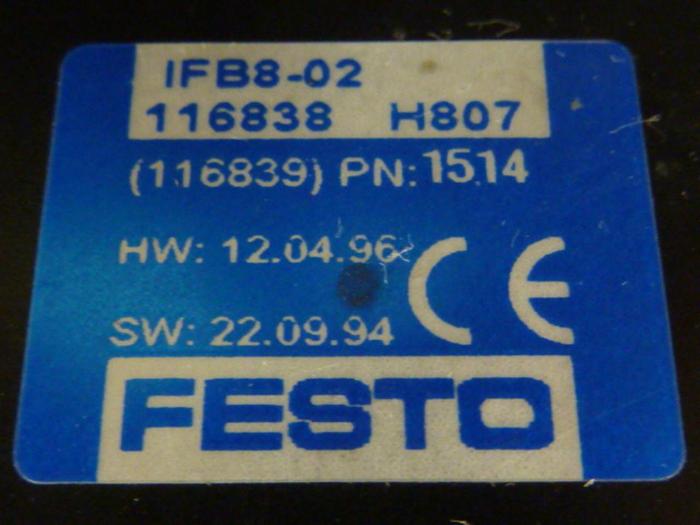 IFB8-02
116838 H807
(116839) PN: 1514
HW: 12.04.96
SW: 22.09.94
CE
FESTO